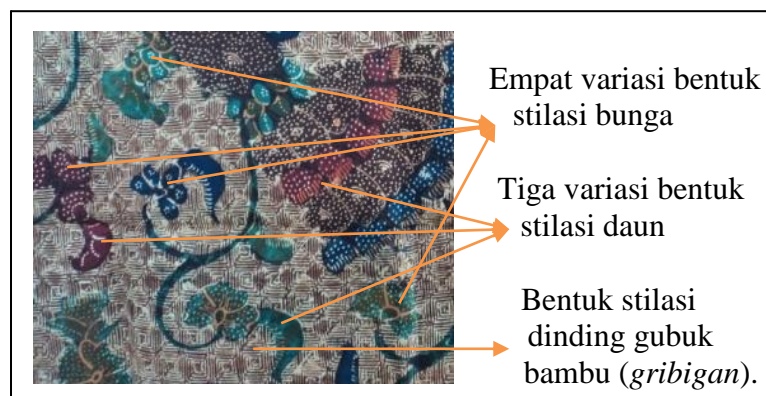 Empat variasi bentuk
stilasi bunga
Tiga variasi bentuk
stilasi daun
Bentuk stilasi
dinding gubuk
bambu (gribigan).